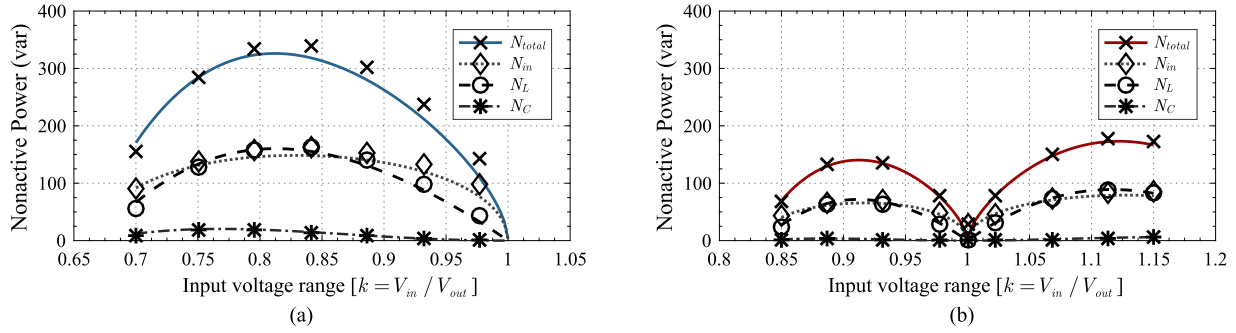 Nonactive Power (var)
400
300
200
100
0
0.65
0.7
0.75
0.8
0.85
0.9
0.95
1
1.05
N_total
N_in
N_L
N_C
Input voltage range [k = V_in / V_out]
(a)
Nonactive Power (var)
400
300
200
100
0
0.8
0.85
0.9
0.95
1
1.05
1.1
1.15
1.2
N_total
N_in
N_L
N_C
Input voltage range [k = V_in / V_out]
(b)